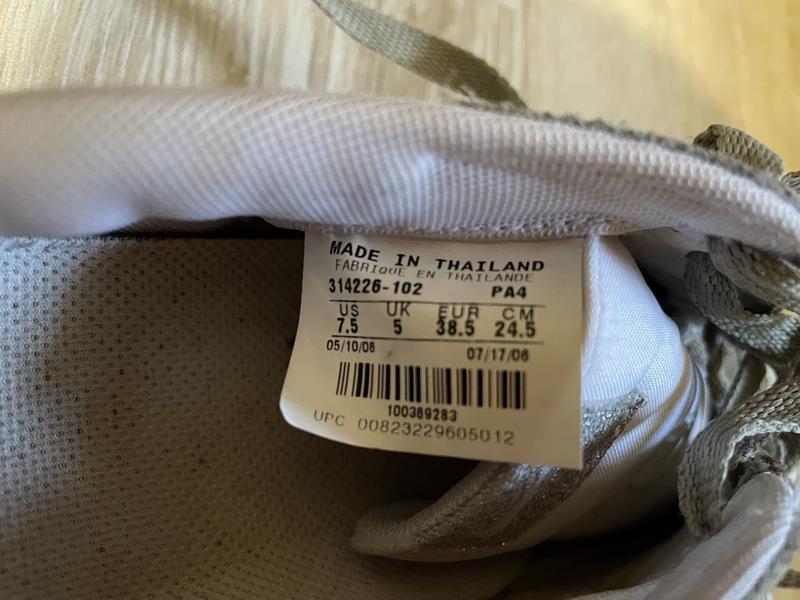 MADE IN THAILAND
FABRIQUE EN THAILANDE
314226-102 PA4
US UK EUR CM
7.5 5 38.5 24.5
05/10/06 07/17/06
100389283
UPC 00823229605012